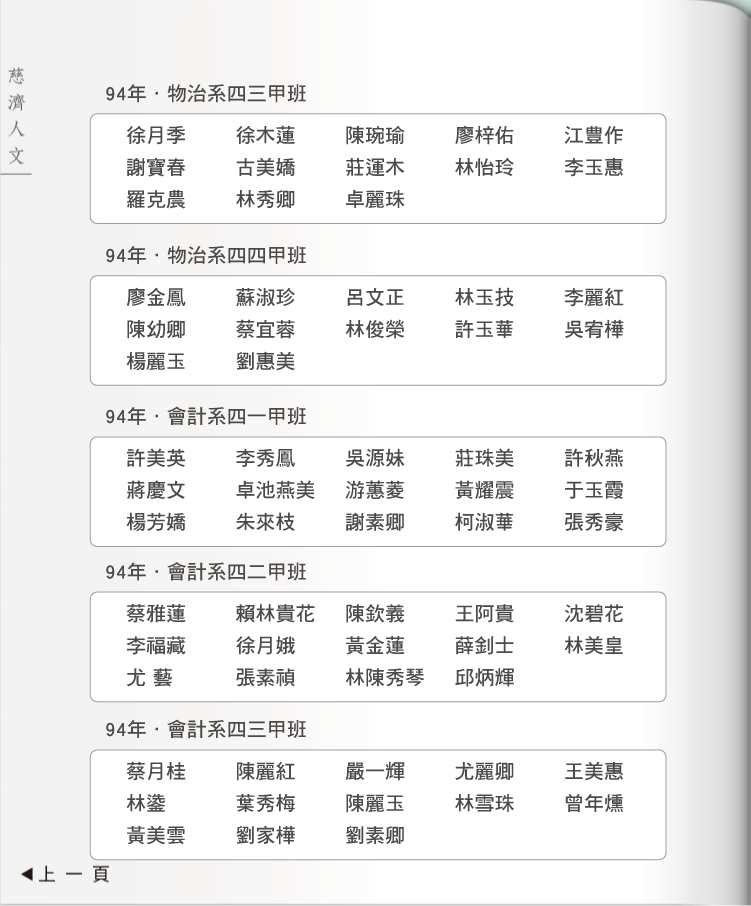 慈濟人文
94年．物治系四三甲班
徐月季 徐木蓮 陳琬瑜 廖梓佑 江豊作
謝寶春 古美嬌 莊運木 林怡玲 李玉惠
羅克農 林秀卿 卓麗珠
94年．物治系四四甲班
廖金鳳 蘇淑珍 呂文正 林玉技 李麗紅
陳幼卿 蔡宜蓉 林俊榮 許玉華 吳宥樺
楊麗玉 劉惠美
94年．會計系四一甲班
許美英 李秀鳳 吳源妹 莊珠美 許秋燕
蔣慶文 卓池燕美 游蕙菱 黃耀震 于玉霞
楊芳嬌 朱來枝 謝素卿 柯淑華 張秀豪
94年．會計系四二甲班
蔡雅蓮 賴林貴花 陳欽義 王阿貴 沈碧花
李福藏 徐月娥 黃金蓮 薛釗士 林美皇
尤 藝 張素禎 林陳秀琴 邱炳輝
94年．會計系四三甲班
蔡月桂 陳麗紅 嚴一輝 尤麗卿 王美惠
林鍌 葉秀梅 陳麗玉 林雪珠 曾年燻
黃美雲 劉家樺 劉素卿
◀上 一 頁